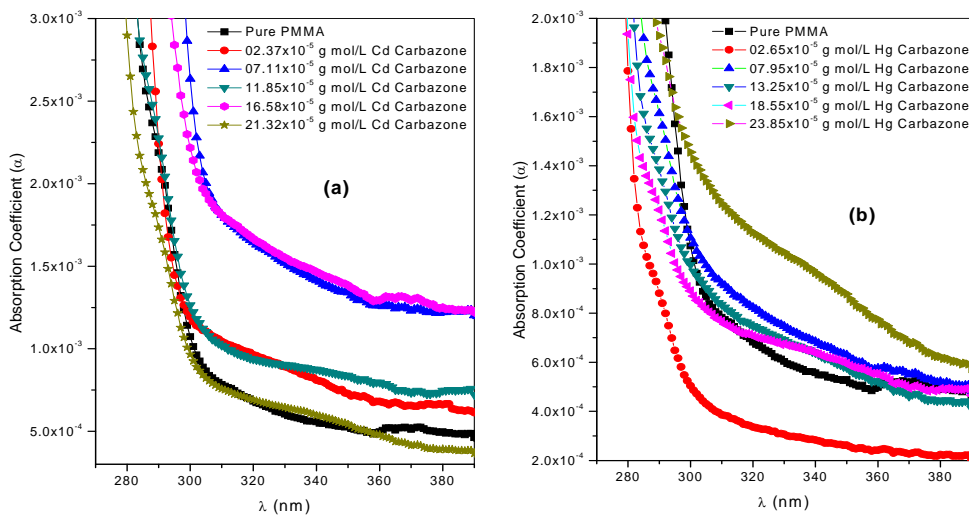 Pure PMMA
02.37x10⁻⁵ g mol/L Cd Carbazone
07.11x10⁻⁵ g mol/L Cd Carbazone
11.85x10⁻⁵ g mol/L Cd Carbazone
16.58x10⁻⁵ g mol/L Cd Carbazone
21.32x10⁻⁵ g mol/L Cd Carbazone
(a)
3.0x10⁻³
2.5x10⁻³
2.0x10⁻³
1.5x10⁻³
1.0x10⁻³
5.0x10⁻⁴
Absorption Coefficient (α)
280 300 320 340 360 380
λ (nm)
Pure PMMA
02.65x10⁻⁵ g mol/L Hg Carbazone
07.95x10⁻⁵ g mol/L Hg Carbazone
13.25x10⁻⁵ g mol/L Hg Carbazone
18.55x10⁻⁵ g mol/L Hg Carbazone
23.85x10⁻⁵ g mol/L Hg Carbazone
(b)
2.0x10⁻³
1.8x10⁻³
1.6x10⁻³
1.4x10⁻³
1.2x10⁻³
1.0x10⁻³
8.0x10⁻⁴
6.0x10⁻⁴
4.0x10⁻⁴
2.0x10⁻⁴
Absorption Coefficient (α)
280 300 320 340 360 380
λ (nm)